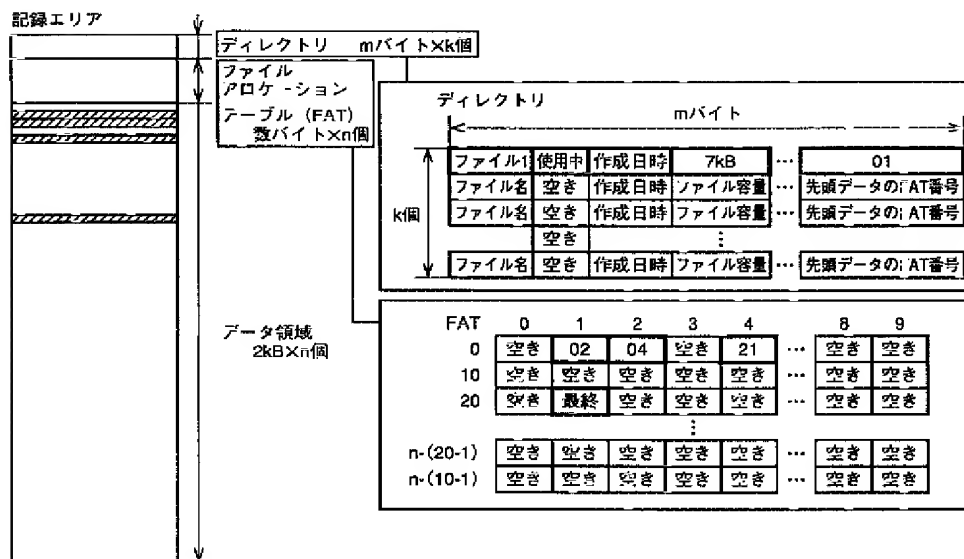 記録エリア
ディレクトリ mバイト×k個
ファイル
アロケーション
テーブル (FAT)
数バイト×n個
データ領域
2kB×n個
ディレクトリ
mバイト
k個
ファイル1 使用中 作成日時 7kB … 01
ファイル名 空き 作成日時 ファイル容量 … 先頭データのFAT番号
ファイル名 空き 作成日時 ファイル容量 … 先頭データのFAT番号
空き ⋮
ファイル名 空き 作成日時 ファイル容量 … 先頭データのFAT番号
FAT 0 1 2 3 4 8 9
0 空き 02 04 空き 21 … 空き 空き
10 空き 空き 空き 空き 空き … 空き 空き
20 空き 最終 空き 空き 空き … 空き 空き
⋮
n-(20-1) 空き 空き 空き 空き 空き … 空き 空き
n-(10-1) 空き 空き 空き 空き 空き … 空き 空き